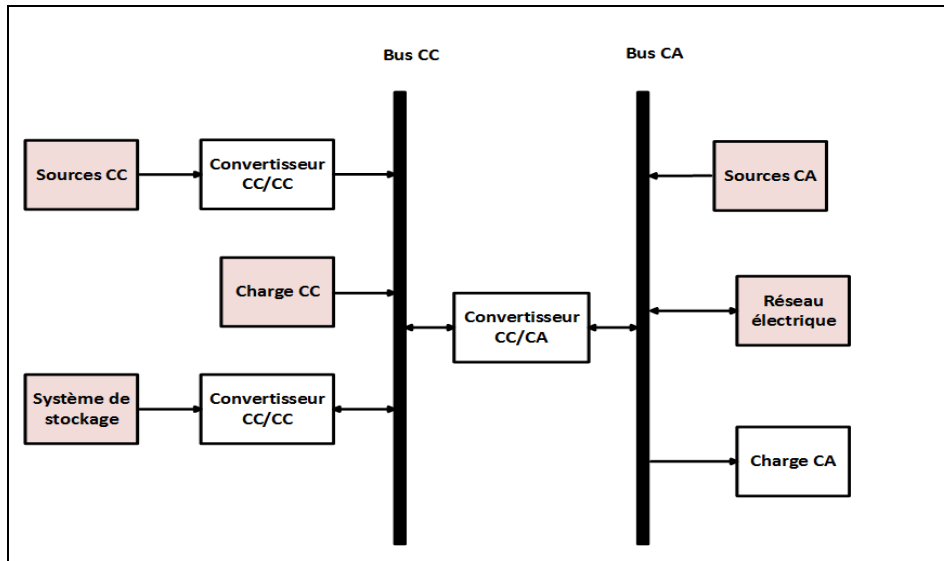 Bus CC
Bus CA
Sources CC
Convertisseur
CC/CC
Sources CA
Charge CC
Convertisseur
CC/CA
Réseau
électrique
Système de
stockage
Convertisseur
CC/CC
Charge CA